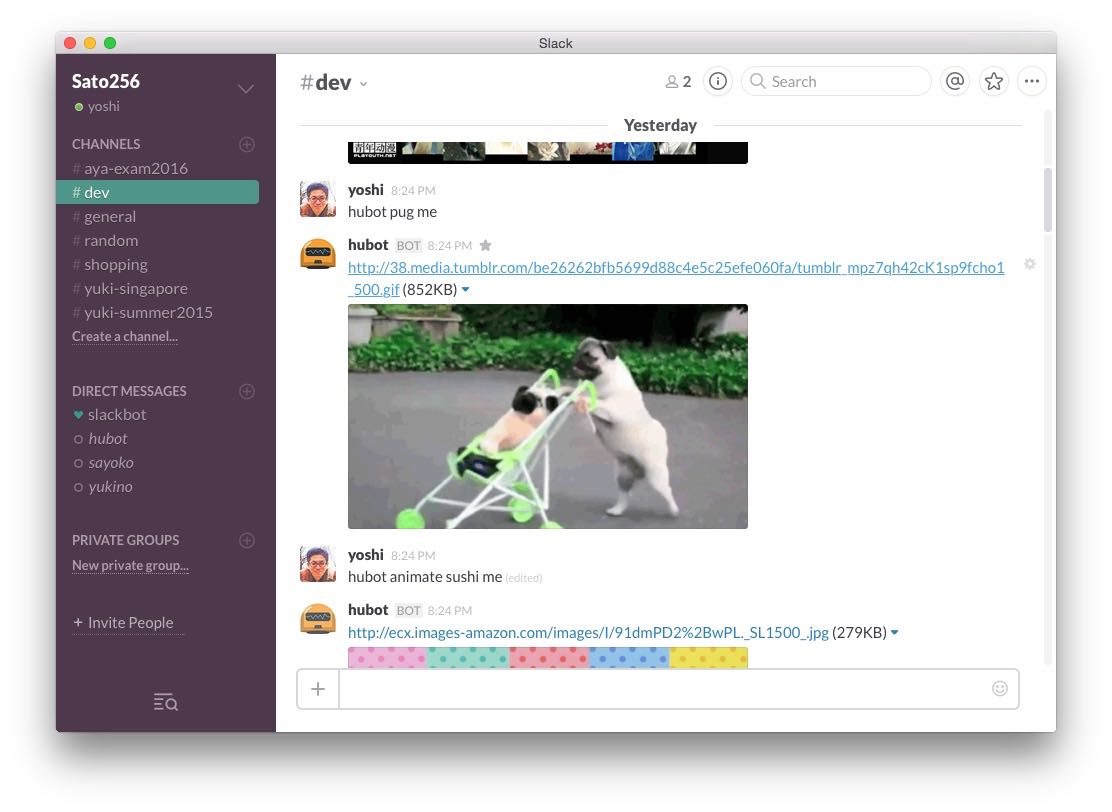 Slack
Sato256
yoshi
CHANNELS
# aya-exam2016
# dev
# general
# random
# shopping
# yuki-singapore
# yuki-summer2015
Create a channel...
DIRECT MESSAGES
slackbot
hubot
sayoko
yukino
PRIVATE GROUPS
New private group...
+ Invite People
#dev
2
Search
Yesterday
青年动漫
PLAYOUTH.NET
yoshi 8:24 PM
hubot pug me
hubot BOT 8:24 PM
http://38.media.tumblr.com/be26262bfb5699d88c4e5c25efe060fa/tumblr_mpz7qh42cK1sp9fcho1
_500.gif (852KB)
yoshi 8:24 PM
hubot animate sushi me (edited)
hubot BOT 8:24 PM
http://ecx.images-amazon.com/images/I/91dmPD2%2BwPL._SL1500_.jpg (279KB)